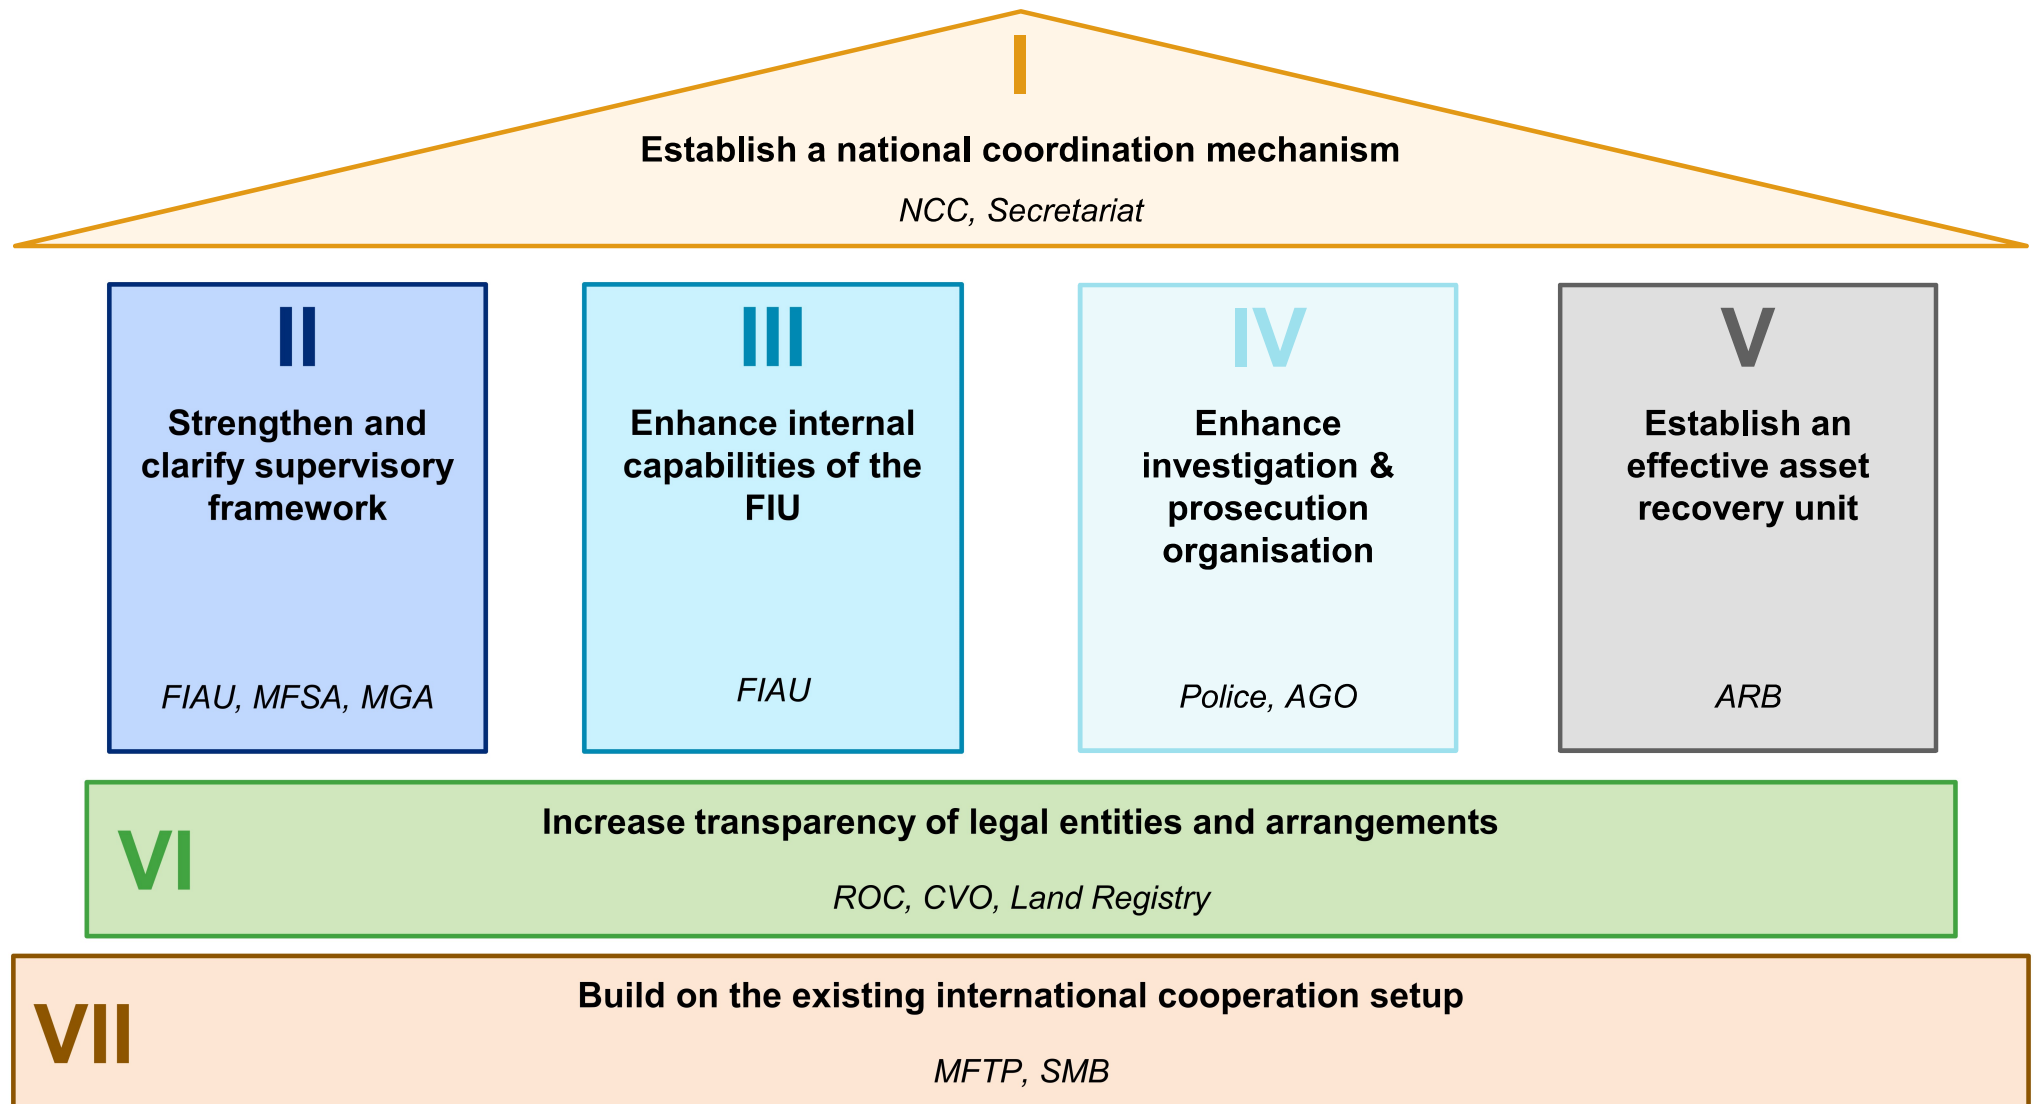 I
Establish a national coordination mechanism
NCC, Secretariat
II
Strengthen and
clarify supervisory
framework
FIAU, MFSA, MGA
III
Enhance internal
capabilities of the
FIU
FIAU
IV
Enhance
investigation &
prosecution
organisation
Police, AGO
V
Establish an
effective asset
recovery unit
ARB
VI
Increase transparency of legal entities and arrangements
ROC, CVO, Land Registry
VII
Build on the existing international cooperation setup
MFTP, SMB